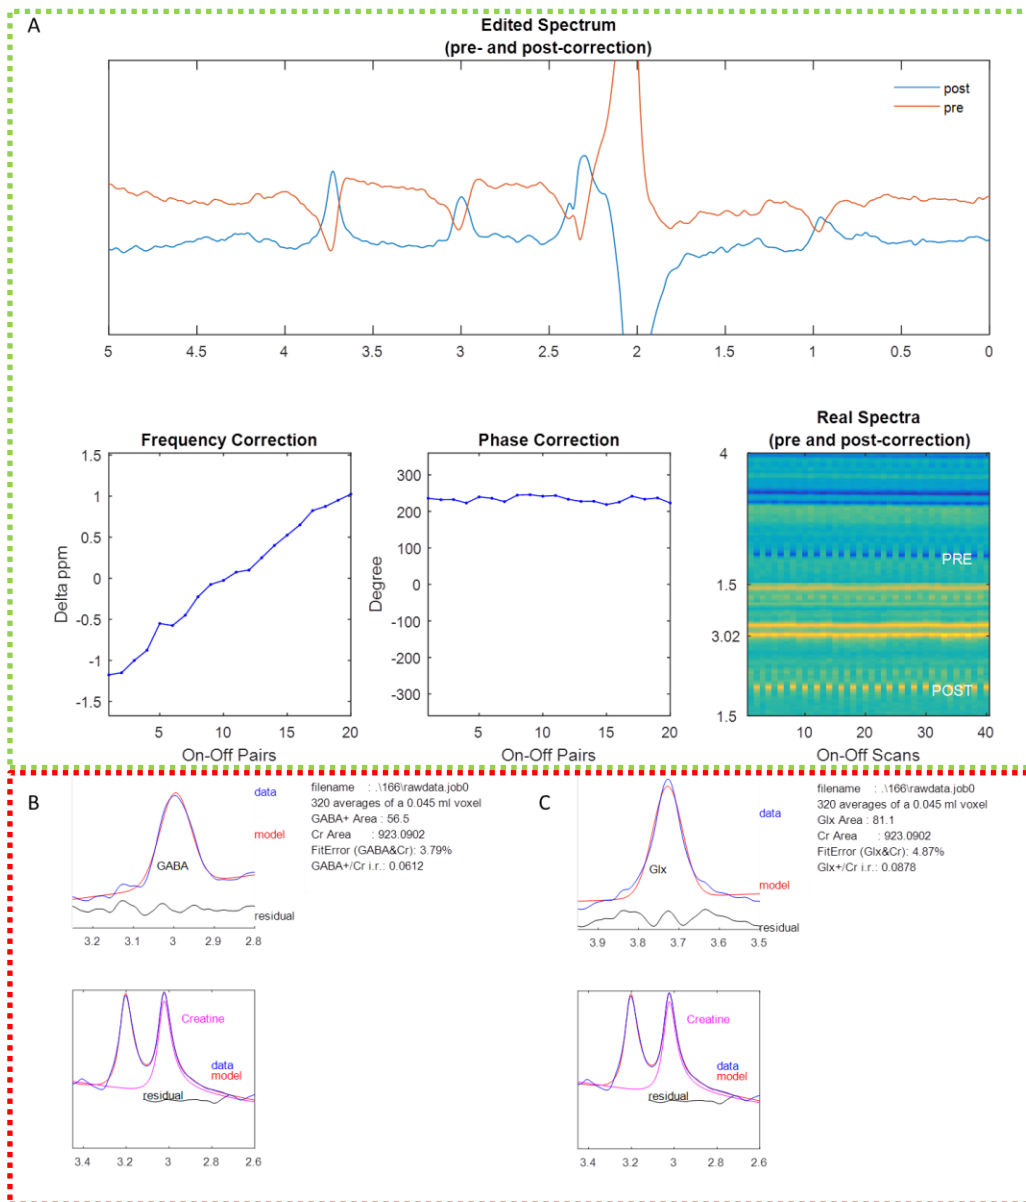 A
Edited Spectrum
(pre- and post-correction)
post
pre
5 4.5 4 3.5 3 2.5 2 1.5 1 0.5 0
Frequency Correction
1.5
1
0.5
0
-0.5
-1
-1.5
Delta ppm
5 10 15 20
On-Off Pairs
Phase Correction
300
200
100
0
-100
-200
-300
Degree
5 10 15 20
On-Off Pairs
Real Spectra
(pre and post-correction)
4
PRE
1.5
3.02
POST
1.5
10 20 30 40
On-Off Scans
B
data
model
GABA
residual
3.2 3.1 3 2.9 2.8
filename : .\166\rawdata.job0
320 averages of a 0.045 ml voxel
GABA+ Area : 56.5
Cr Area : 923.0902
FitError (GABA&Cr): 3.79%
GABA+/Cr i.r.: 0.0612
Creatine
data
model
residual
3.4 3.2 3 2.8 2.6
C
data
Glx
model
residual
3.9 3.8 3.7 3.6 3.5
filename : .\166\rawdata.job0
320 averages of a 0.045 ml voxel
Glx Area : 81.1
Cr Area : 923.0902
FitError (Glx&Cr): 4.87%
Glx+/Cr i.r.: 0.0878
Creatine
data
model
residual
3.4 3.2 3 2.8 2.6